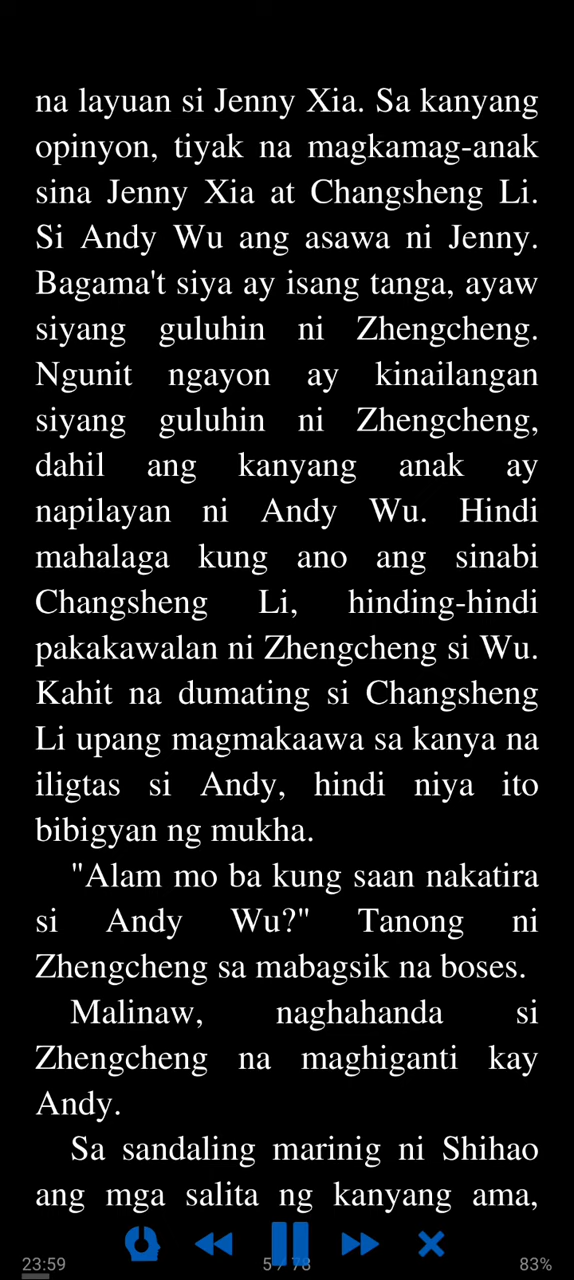 na layuan si Jenny Xia. Sa kanyang
opinyon, tiyak na magkamag-anak
sina Jenny Xia at Changsheng Li.
Si Andy Wu ang asawa ni Jenny.
Bagama't siya ay isang tanga, ayaw
siyang guluhin ni Zhengcheng.
Ngunit ngayon ay kinailangan
siyang guluhin ni Zhengcheng,
dahil ang kanyang anak ay
napilayan ni Andy Wu. Hindi
mahalaga kung ano ang sinabi
Changsheng Li, hinding-hindi
pakakawalan ni Zhengcheng si Wu.
Kahit na dumating si Changsheng
Li upang magmakaawa sa kanya na
iligtas si Andy, hindi niya ito
bibigyan ng mukha.
"Alam mo ba kung saan nakatira
si Andy Wu?" Tanong ni
Zhengcheng sa mabagsik na boses.
Malinaw, naghahanda si
Zhengcheng na maghiganti kay
Andy.
Sa sandaling marinig ni Shihao
ang mga salita ng kanyang ama,
23:59 5 / 78 83%